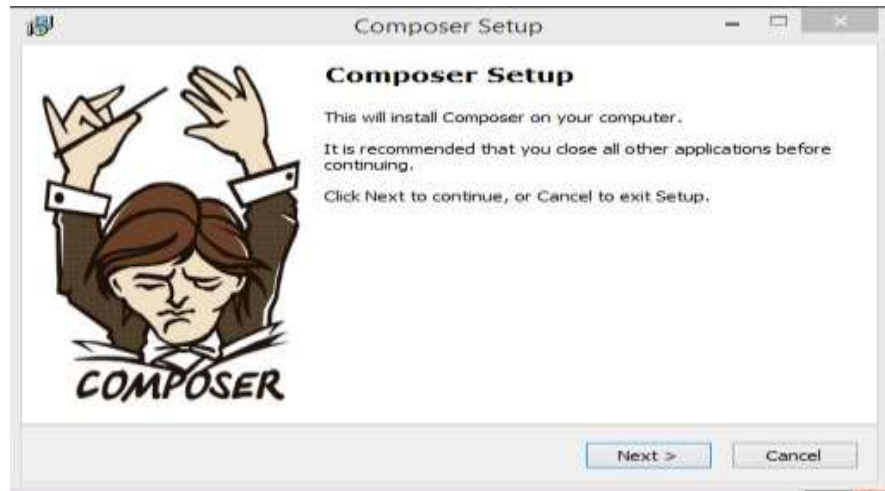 Composer Setup
Composer Setup
This will install Composer on your computer.
It is recommended that you close all other applications before
continuing.
Click Next to continue, or Cancel to exit Setup.
COMPOSER
Next >
Cancel